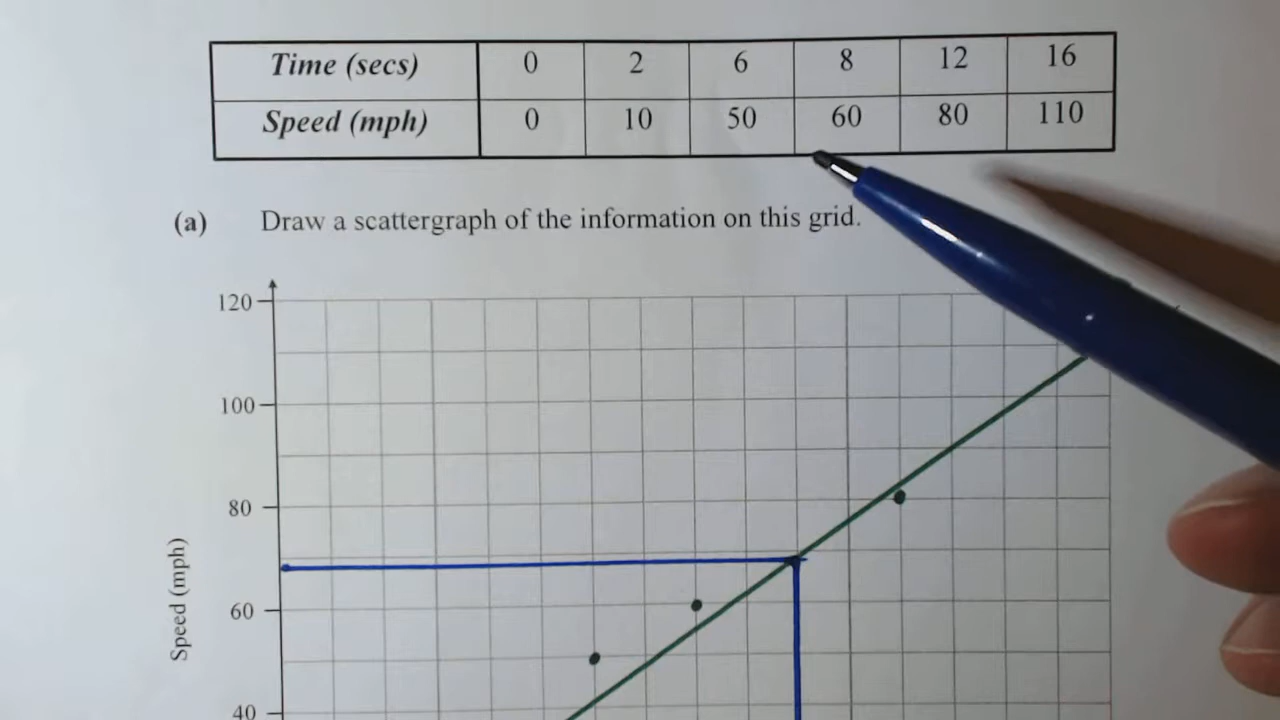 Time (secs) 0 2 6 8 12 16
Speed (mph) 0 10 50 60 80 110
(a) Draw a scattergraph of the information on this grid.
120
100
80
60
40
Speed (mph)